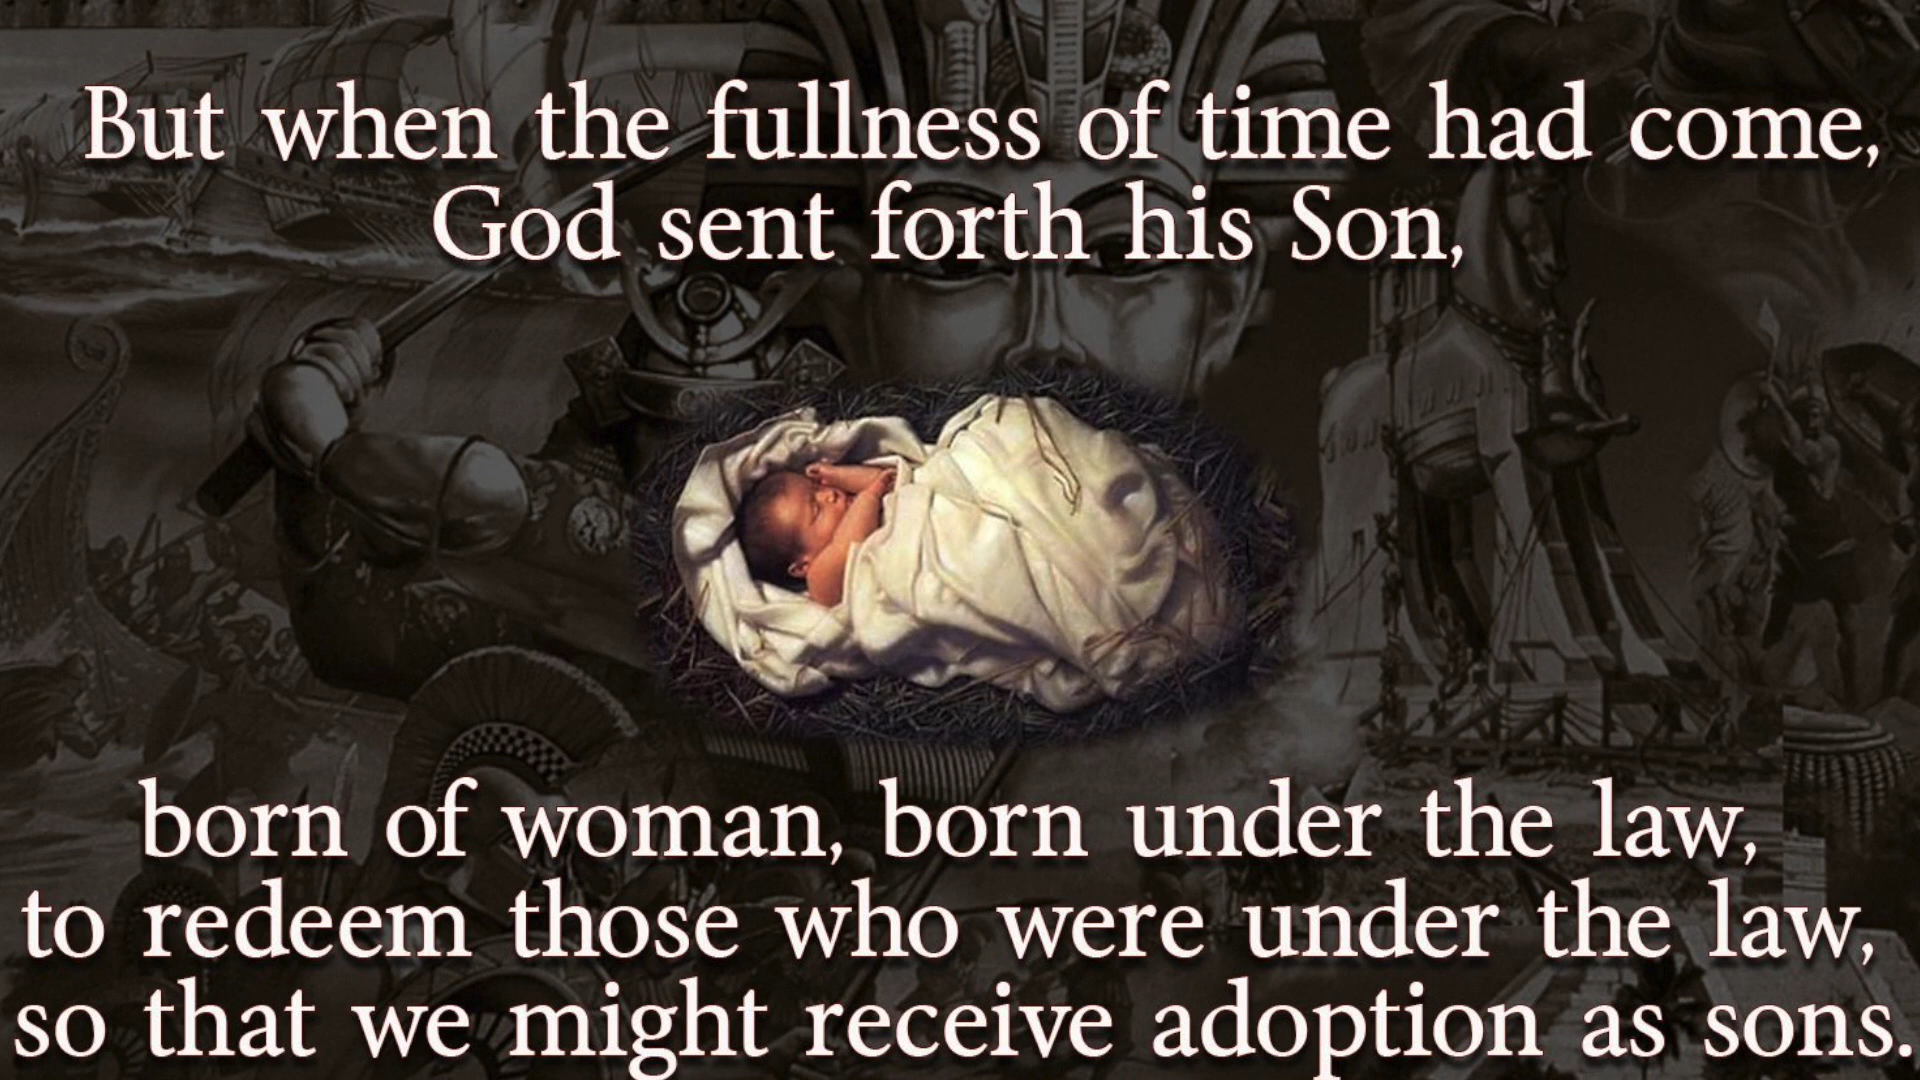 But when the fullness of time had come,
God sent forth his Son,
born of woman, born under the law,
to redeem those who were under the law,
so that we might receive adoption as sons.